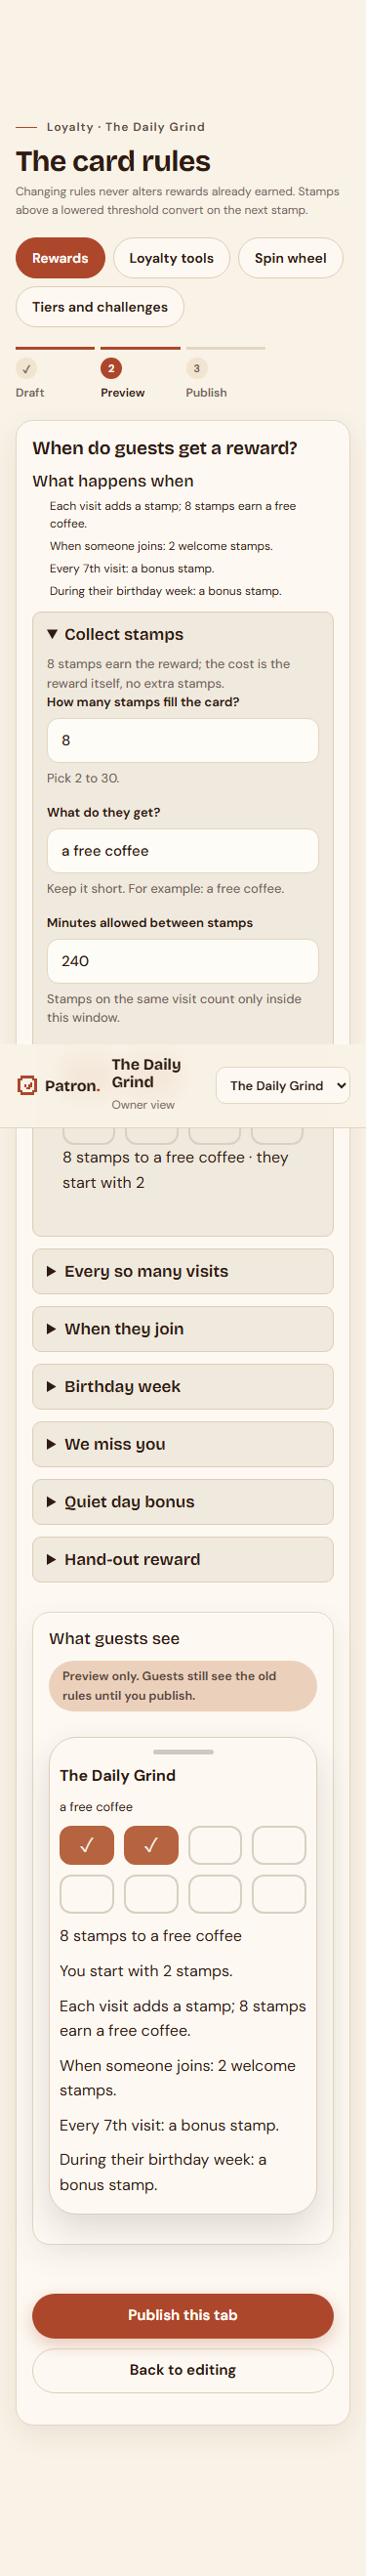 Loyalty · The Daily Grind
The card rules
Changing rules never alters rewards already earned. Stamps
above a lowered threshold convert on the next stamp.
Rewards
Loyalty tools
Spin wheel
Tiers and challenges
✓
2
3
Draft
Preview
Publish
When do guests get a reward?
What happens when
Each visit adds a stamp; 8 stamps earn a free
coffee.
When someone joins: 2 welcome stamps.
Every 7th visit: a bonus stamp.
During their birthday week: a bonus stamp.
Collect stamps
8 stamps earn the reward; the cost is the
reward itself, no extra stamps.
How many stamps fill the card?
8
Pick 2 to 30.
What do they get?
a free coffee
Keep it short. For example: a free coffee.
Minutes allowed between stamps
240
Stamps on the same visit count only inside
this window.
Patron.
The Daily
Grind
Owner view
The Daily Grind
8 stamps to a free coffee · they
start with 2
Every so many visits
When they join
Birthday week
We miss you
Quiet day bonus
Hand-out reward
What guests see
Preview only. Guests still see the old
rules until you publish.
The Daily Grind
a free coffee
✓ ✓
8 stamps to a free coffee
You start with 2 stamps.
Each visit adds a stamp; 8 stamps
earn a free coffee.
When someone joins: 2 welcome
stamps.
Every 7th visit: a bonus stamp.
During their birthday week: a
bonus stamp.
Publish this tab
Back to editing